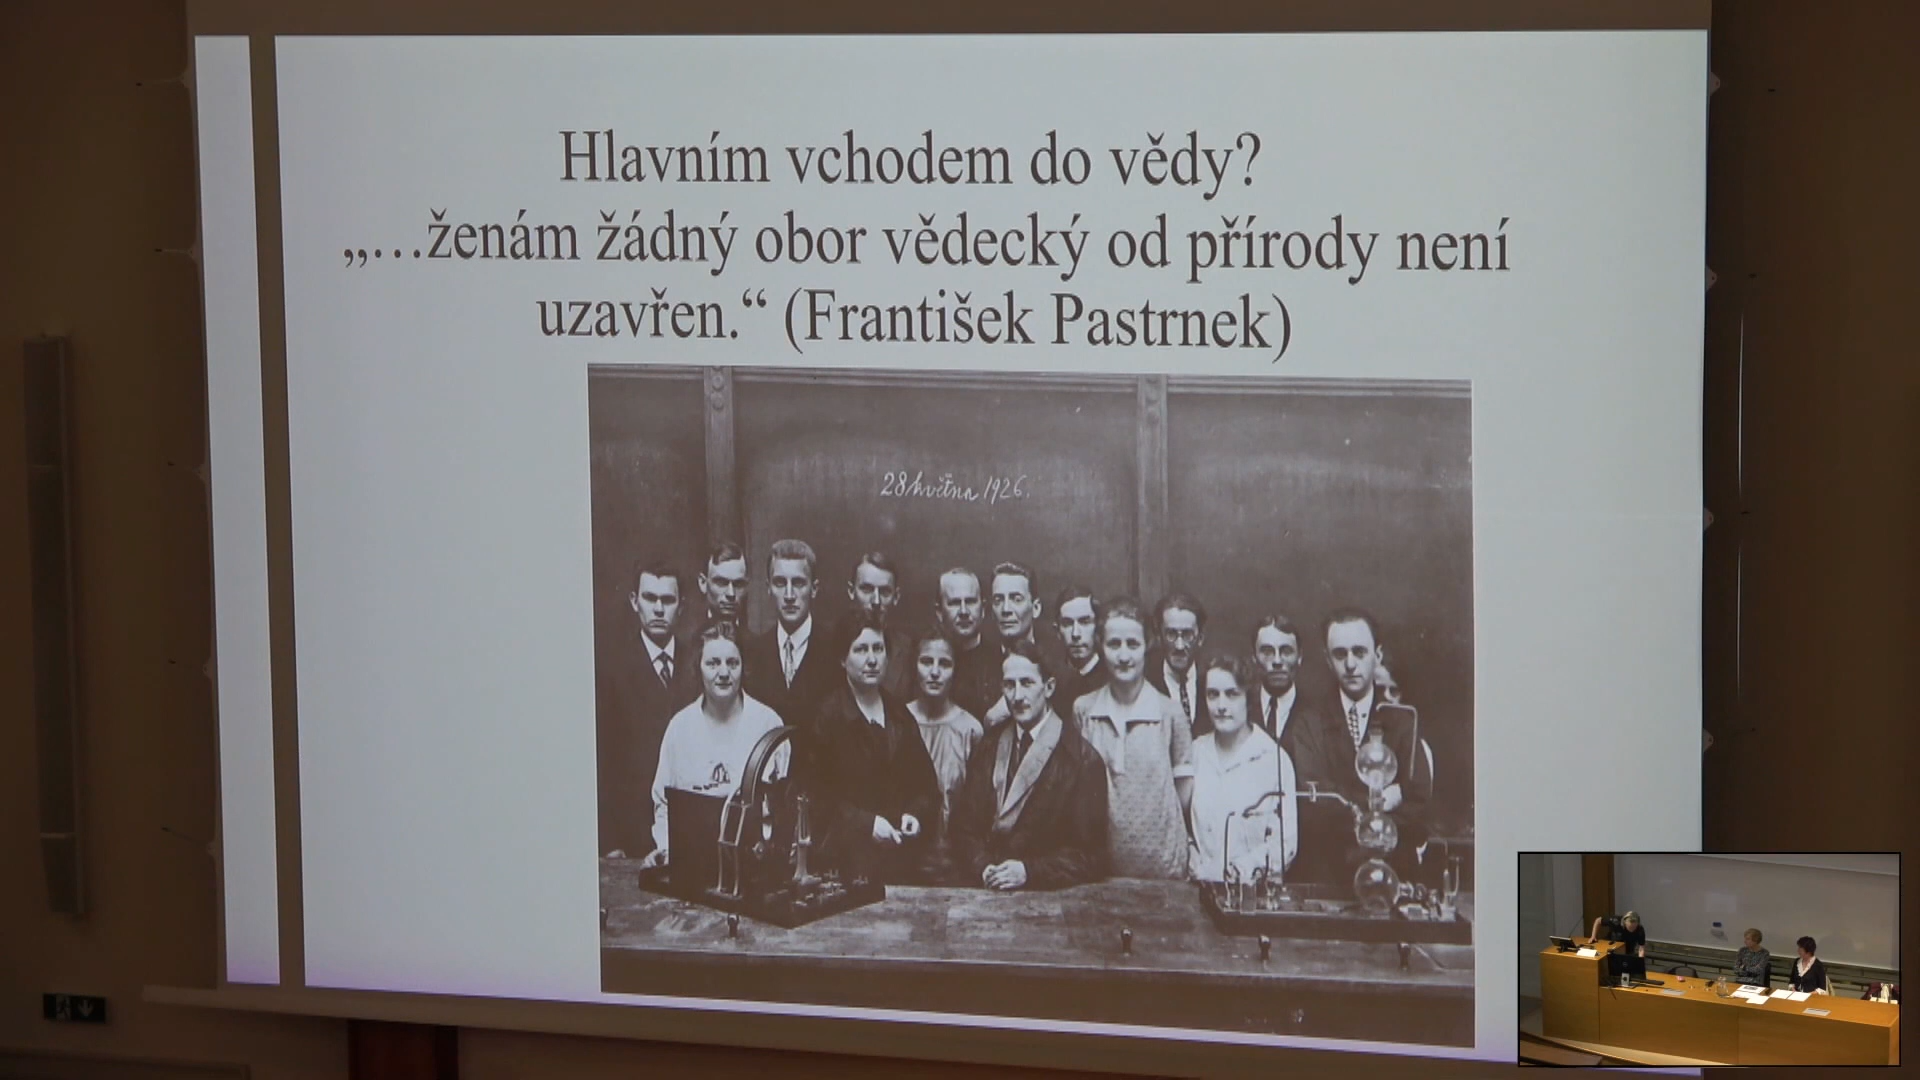 Hlavním vchodem do vědy?
„…ženám žádný obor vědecký od přírody není
uzavřen.“ (František Pastrnek)
28 května 1926.